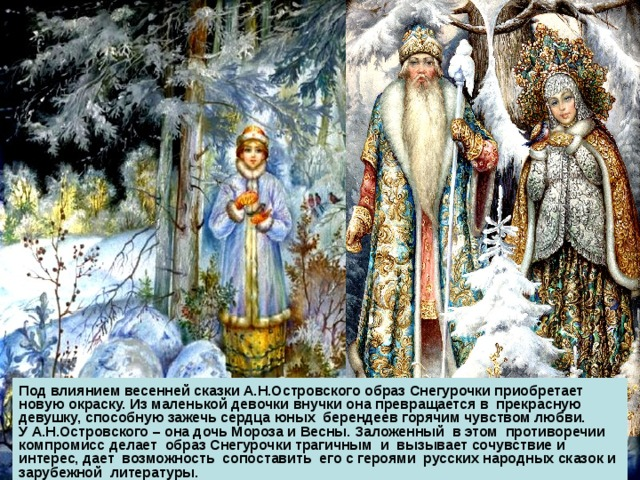 Под влиянием весенней сказки А.Н.Островского образ Снегурочки приобретает
новую окраску. Из маленькой девочки внучки она превращается в прекрасную
девушку, способную зажечь сердца юных берендеев горячим чувством любви.
У А.Н.Островского – она дочь Мороза и Весны. Заложенный в этом противоречии
компромисс делает образ Снегурочки трагичным и вызывает сочувствие и
интерес, дает возможность сопоставить его с героями русских народных сказок и
зарубежной литературы.